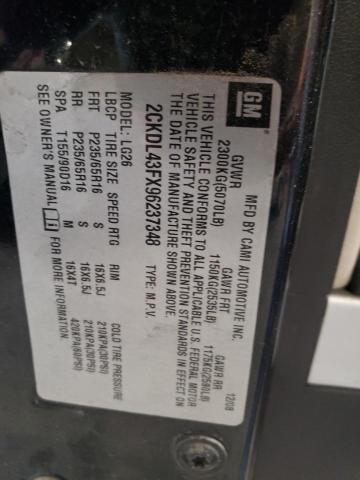 GM
MFD BY CAMI AUTOMOTIVE INC. 12/08
GVWR GAWR FRT GAWR RR
2300KG(5070LB) 1150KG(2535LB) 1175KG(2590LB)
THIS VEHICLE CONFORMS TO ALL APPLICABLE U.S. FEDERAL MOTOR
VEHICLE SAFETY AND THEFT PREVENTION STANDARDS IN EFFECT ON
THE DATE OF MANUFACTURE SHOWN ABOVE.
2CKDL43FX96237348 TYPE: M.P.V.
MODEL: LG26
LBCP TIRE SIZE SPEED RTG RIM COLD TIRE PRESSURE
FRT P235/65R16 S 16X6.5J 210KPA(30PSI)
RR P235/65R16 S 16X6.5J 210KPA(30PSI)
SPA T155/90D16 M 16X4T 420KPA(60PSI)
SEE OWNER'S MANUAL